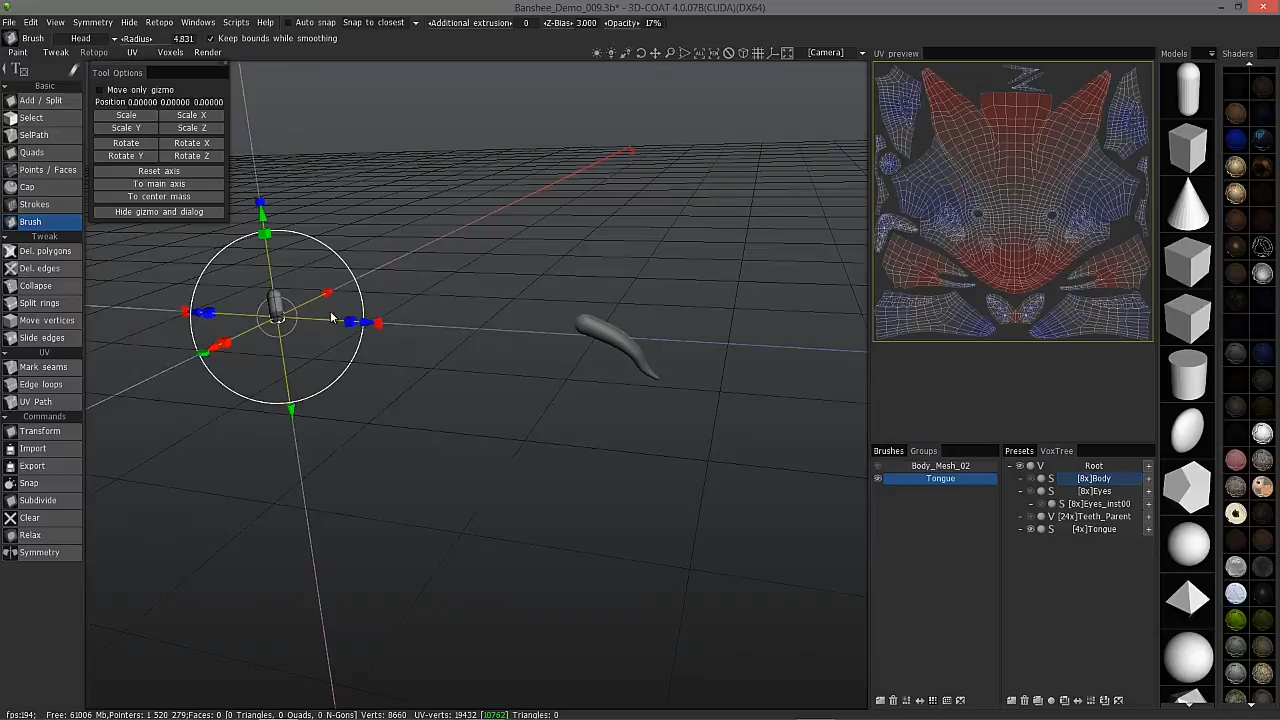 Banshee_Demo_009.3b* - 3D-COAT 4.0.07B(CUDA)(DX64)
File Edit View Symmetry Hide Retopo Windows Scripts Help Auto snap Snap to closest Additional extrusion 0 Z-Bias 3.000 Opacity 17%
Brush Head Radius 4.831 Keep bounds while smoothing
Paint Tweak Retopo UV Voxels Render [Camera] UV preview Models Shaders
Tool Options
Basic
Move only gizmo
Add / Split
Position 0.00000 0.00000 0.00000
Scale Scale X
Select
Scale Y Scale Z
SelPath
Rotate Rotate X
Quads
Rotate Y Rotate Z
Points / Faces
Reset axis
Cap
To main axis
To center mass
Strokes
Hide gizmo and dialog
Brush
Tweak
Del. polygons
Del. edges
Collapse
Split rings
Move vertices
Slide edges
UV
Mark seams
Edge loops
UV Path
Commands
Transform
Import
Export
Snap
Subdivide
Clear
Relax
Symmetry
Brushes Groups Presets VoxTree
Body_Mesh_02 V Root
Tongue S [8x]Body
S [8x]Eyes
S [8x]Eyes_inst00
V [24x]Teeth_Parent
S [4x]Tongue
fps:94; Free: 61006 Mb,Pointers: 1 520 279;Faces: 0 [0 Triangles, 0 Quads, 0 N-Gons] Verts: 8660 UV-verts: 19432 [10762] Triangles: 0